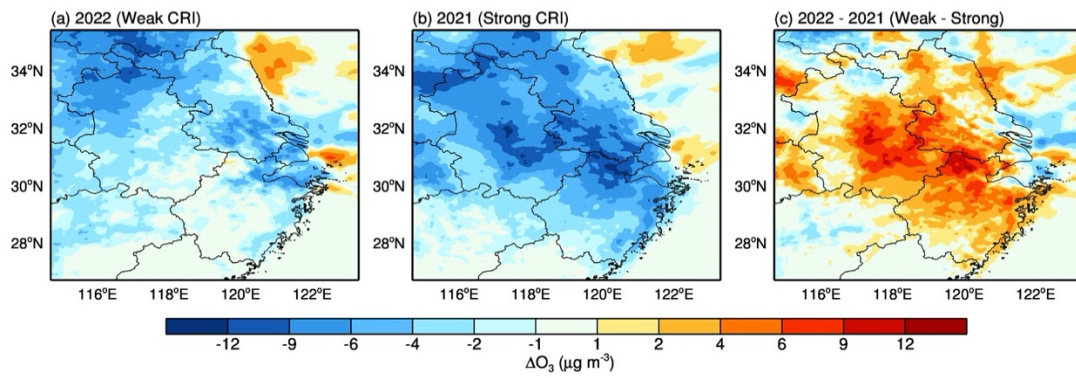 (a) 2022 (Weak CRI) (b) 2021 (Strong CRI) (c) 2022 - 2021 (Weak - Strong)
34°N 34°N 34°N
32°N 32°N 32°N
30°N 30°N 30°N
28°N 28°N 28°N
116°E 118°E 120°E 122°E 116°E 118°E 120°E 122°E 116°E 118°E 120°E 122°E
-12 -9 -6 -4 -2 -1 1 2 4 6 9 12
ΔO₃ (µg m⁻³)